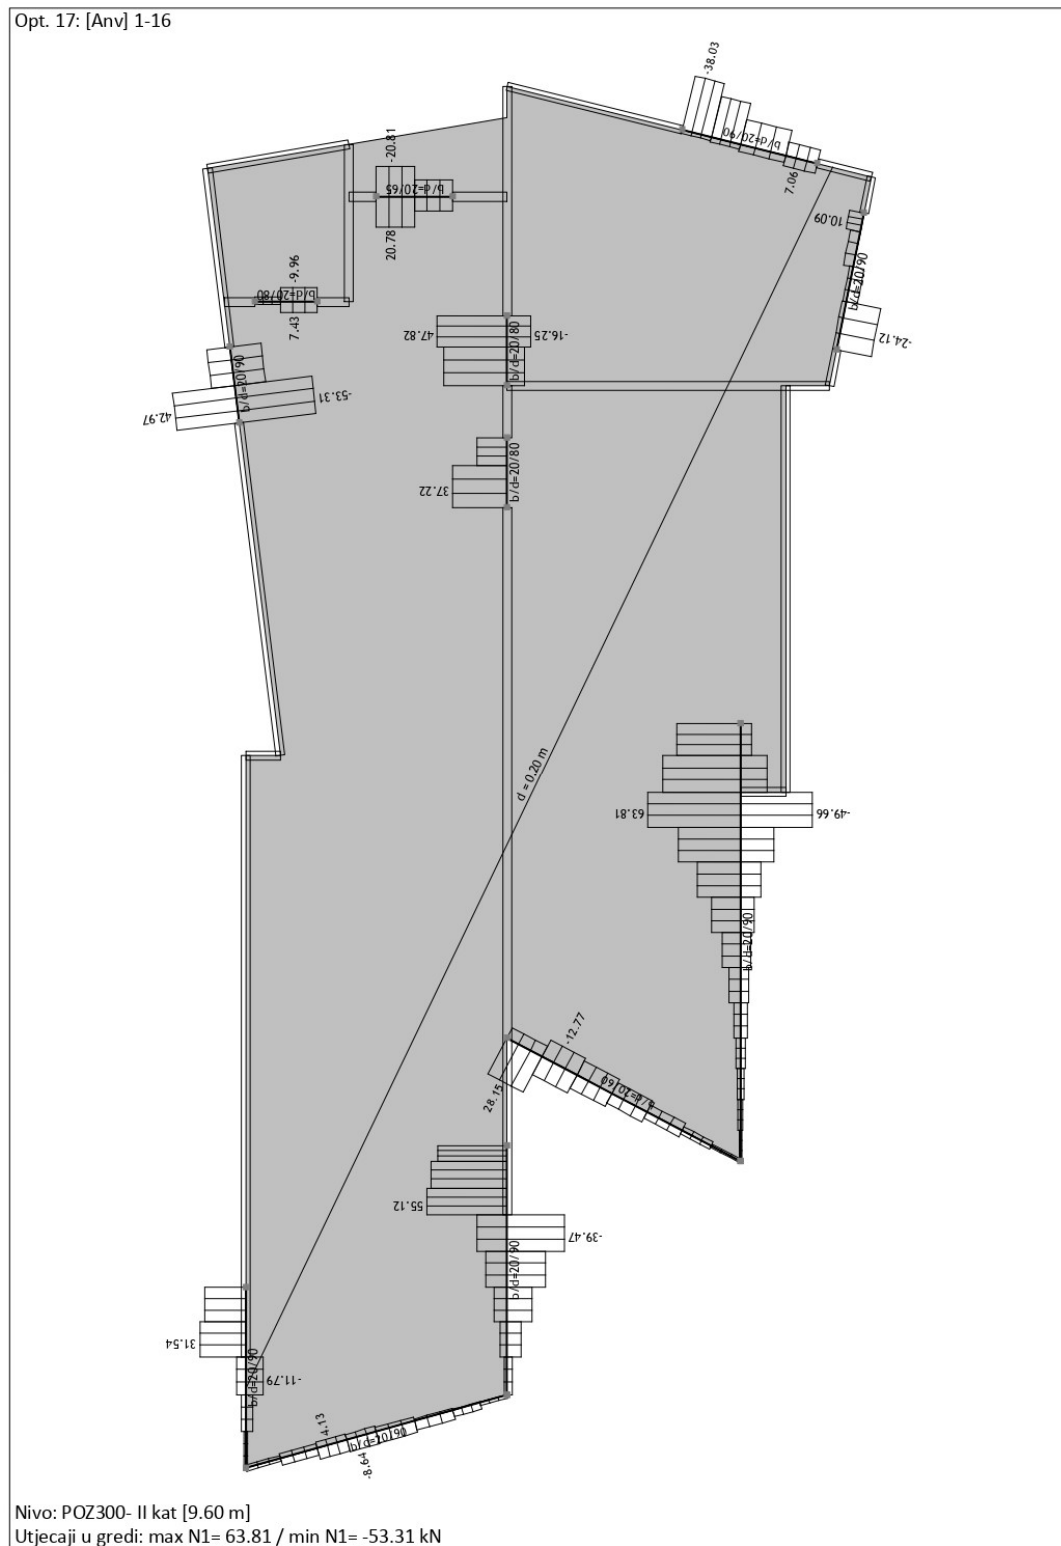 Opt. 17: [Anv] 1-16
-38.03
b/d=20/90
7.06
-20.81
b/d=20/65
20.78
10.09
b/d=20/90
-24.12
-9.96
b/d=20/80
7.43
47.82
-16.25
b/d=20/80
b/d=20/90
-53.31
42.97
b/d=20/80
37.22
d = 0.20 m
63.81
-49.66
b/d=20/90
-12.77
28.15
b/d=20/60
55.12
-39.47
b/d=20/90
31.54
-11.79
b/d=20/90
4.13
b/d=20/90
-8.64
Nivo: POZ300- II kat [9.60 m]
Utjecaji u gredi: max N1= 63.81 / min N1= -53.31 kN